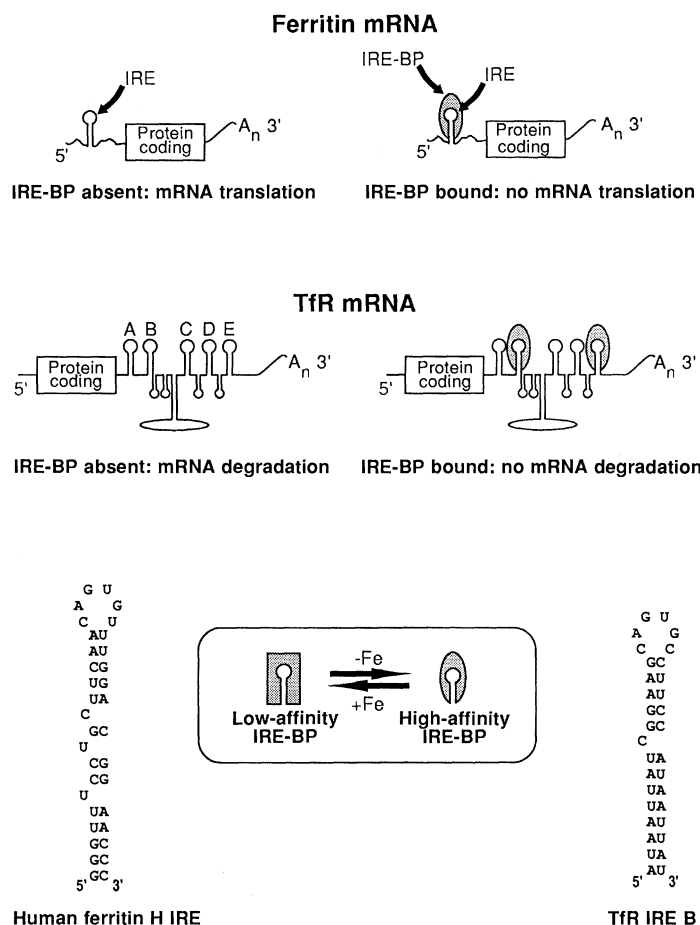 Ferritin mRNA
IRE
5'
Protein
coding
An 3'
IRE-BP absent: mRNA translation
IRE-BP
IRE
5'
Protein
coding
An 3'
IRE-BP bound: no mRNA translation
TfR mRNA
A B C D E
5'
Protein
coding
An 3'
IRE-BP absent: mRNA degradation
5'
Protein
coding
An 3'
IRE-BP bound: no mRNA degradation
G U
A G
C U
AU
AU
CG
UG
UA
C
GC
U
CG
CG
U
UA
UA
GC
GC
5' GC 3'
Human ferritin H IRE
-Fe
+Fe
Low-affinity
IRE-BP
High-affinity
IRE-BP
G U
A G
C C
GC
AU
AU
GC
GC
C
UA
AU
UA
UA
AU
AU
UA
5' AU 3'
TfR IRE B